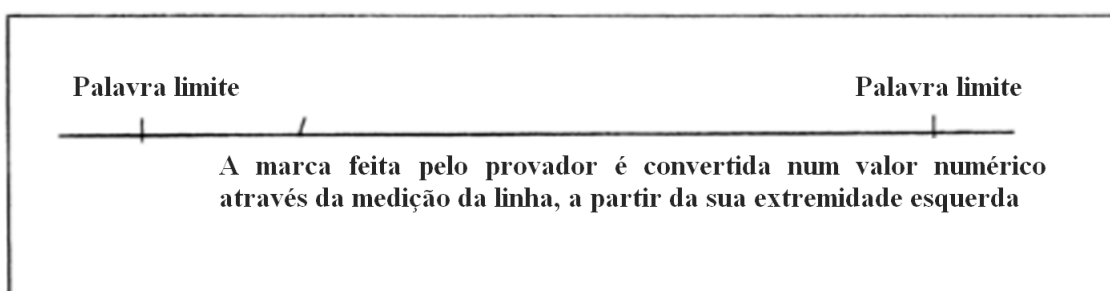 Palavra limite Palavra limite
A marca feita pelo provador é convertida num valor numérico
através da medição da linha, a partir da sua extremidade esquerda